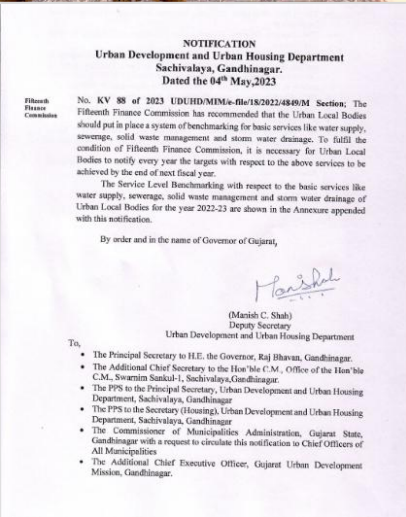 NOTIFICATION
Urban Development and Urban Housing Department
Sachivalaya, Gandhinagar.
Dated the 04th May,2023
Fifteenth
Finance
Commission
No. KV 88 of 2023 UDUHD/MIM/e-file/18/2022/4849/M Section; The
Fifteenth Finance Commission has recommended that the Urban Local Bodies
should put in place a system of benchmarking for basic services like water supply,
sewerage, solid waste management and storm water drainage. To fulfil the
condition of Fifteenth Finance Commission, it is necessary for Urban Local
Bodies to notify every year the targets with respect to the above services to be
achieved by the end of next fiscal year.
The Service Level Benchmarking with respect to the basic services like
water supply, sewerage, solid waste management and storm water drainage of
Urban Local Bodies for the year 2022-23 are shown in the Annexure appended
with this notification.
By order and in the name of Governor of Gujarat,
Manishah
(Manish C. Shah)
Deputy Secretary
Urban Development and Urban Housing Department
To,
• The Principal Secretary to H.E. the Governor, Raj Bhavan, Gandhinagar.
• The Additional Chief Secretary to the Hon'ble C.M., Office of the Hon'ble
C.M., Swarnim Sankul-1, Sachivalaya,Gandhinagar.
• The PPS to the Principal Secretary, Urban Development and Urban Housing
Department, Sachivalaya, Gandhinagar
• The PPS to the Secretary (Housing), Urban Development and Urban Housing
Department, Sachivalaya, Gandhinagar
• The Commissioner of Municipalities Administration, Gujarat State,
Gandhinagar with a request to circulate this notification to Chief Officers of
All Municipalities
• The Additional Chief Executive Officer, Gujarat Urban Development
Mission, Gandhinagar.